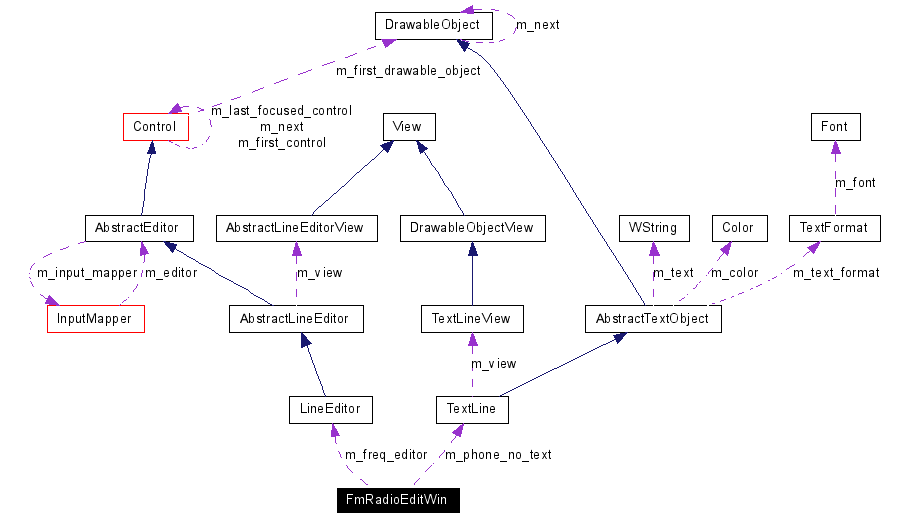 DrawableObject
m_next
m_first_drawable_object
m_last_focused_control
m_next
m_first_control
Control
View
Font
m_font
AbstractEditor
AbstractLineEditorView
DrawableObjectView
WString
Color
TextFormat
m_input_mapper
m_editor
m_view
m_text
m_color
m_text_format
InputMapper
AbstractLineEditor
TextLineView
AbstractTextObject
m_view
LineEditor
TextLine
m_freq_editor
m_phone_no_text
FmRadioEditWin